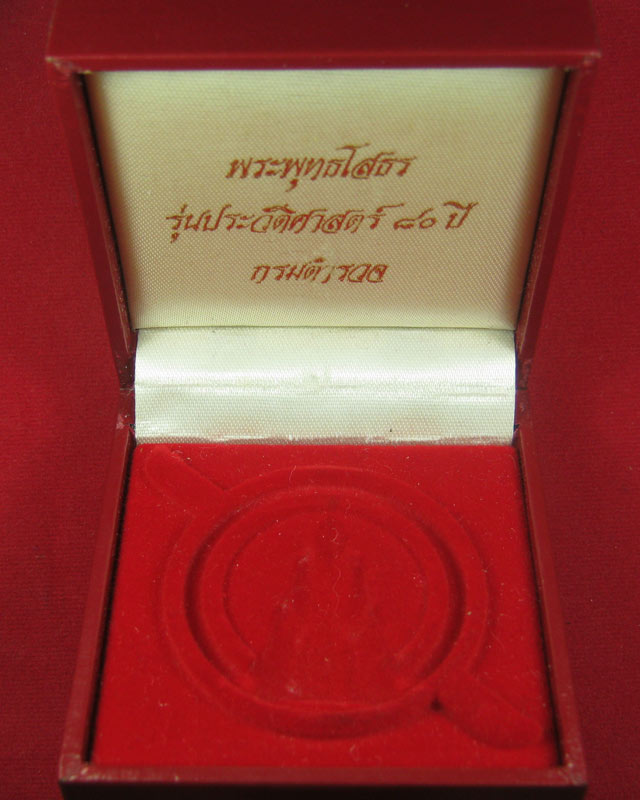 พระพุทธโสธร
รุ่นประวัติศาสตร์ ๘๐ ปี
กรมตำรวจ